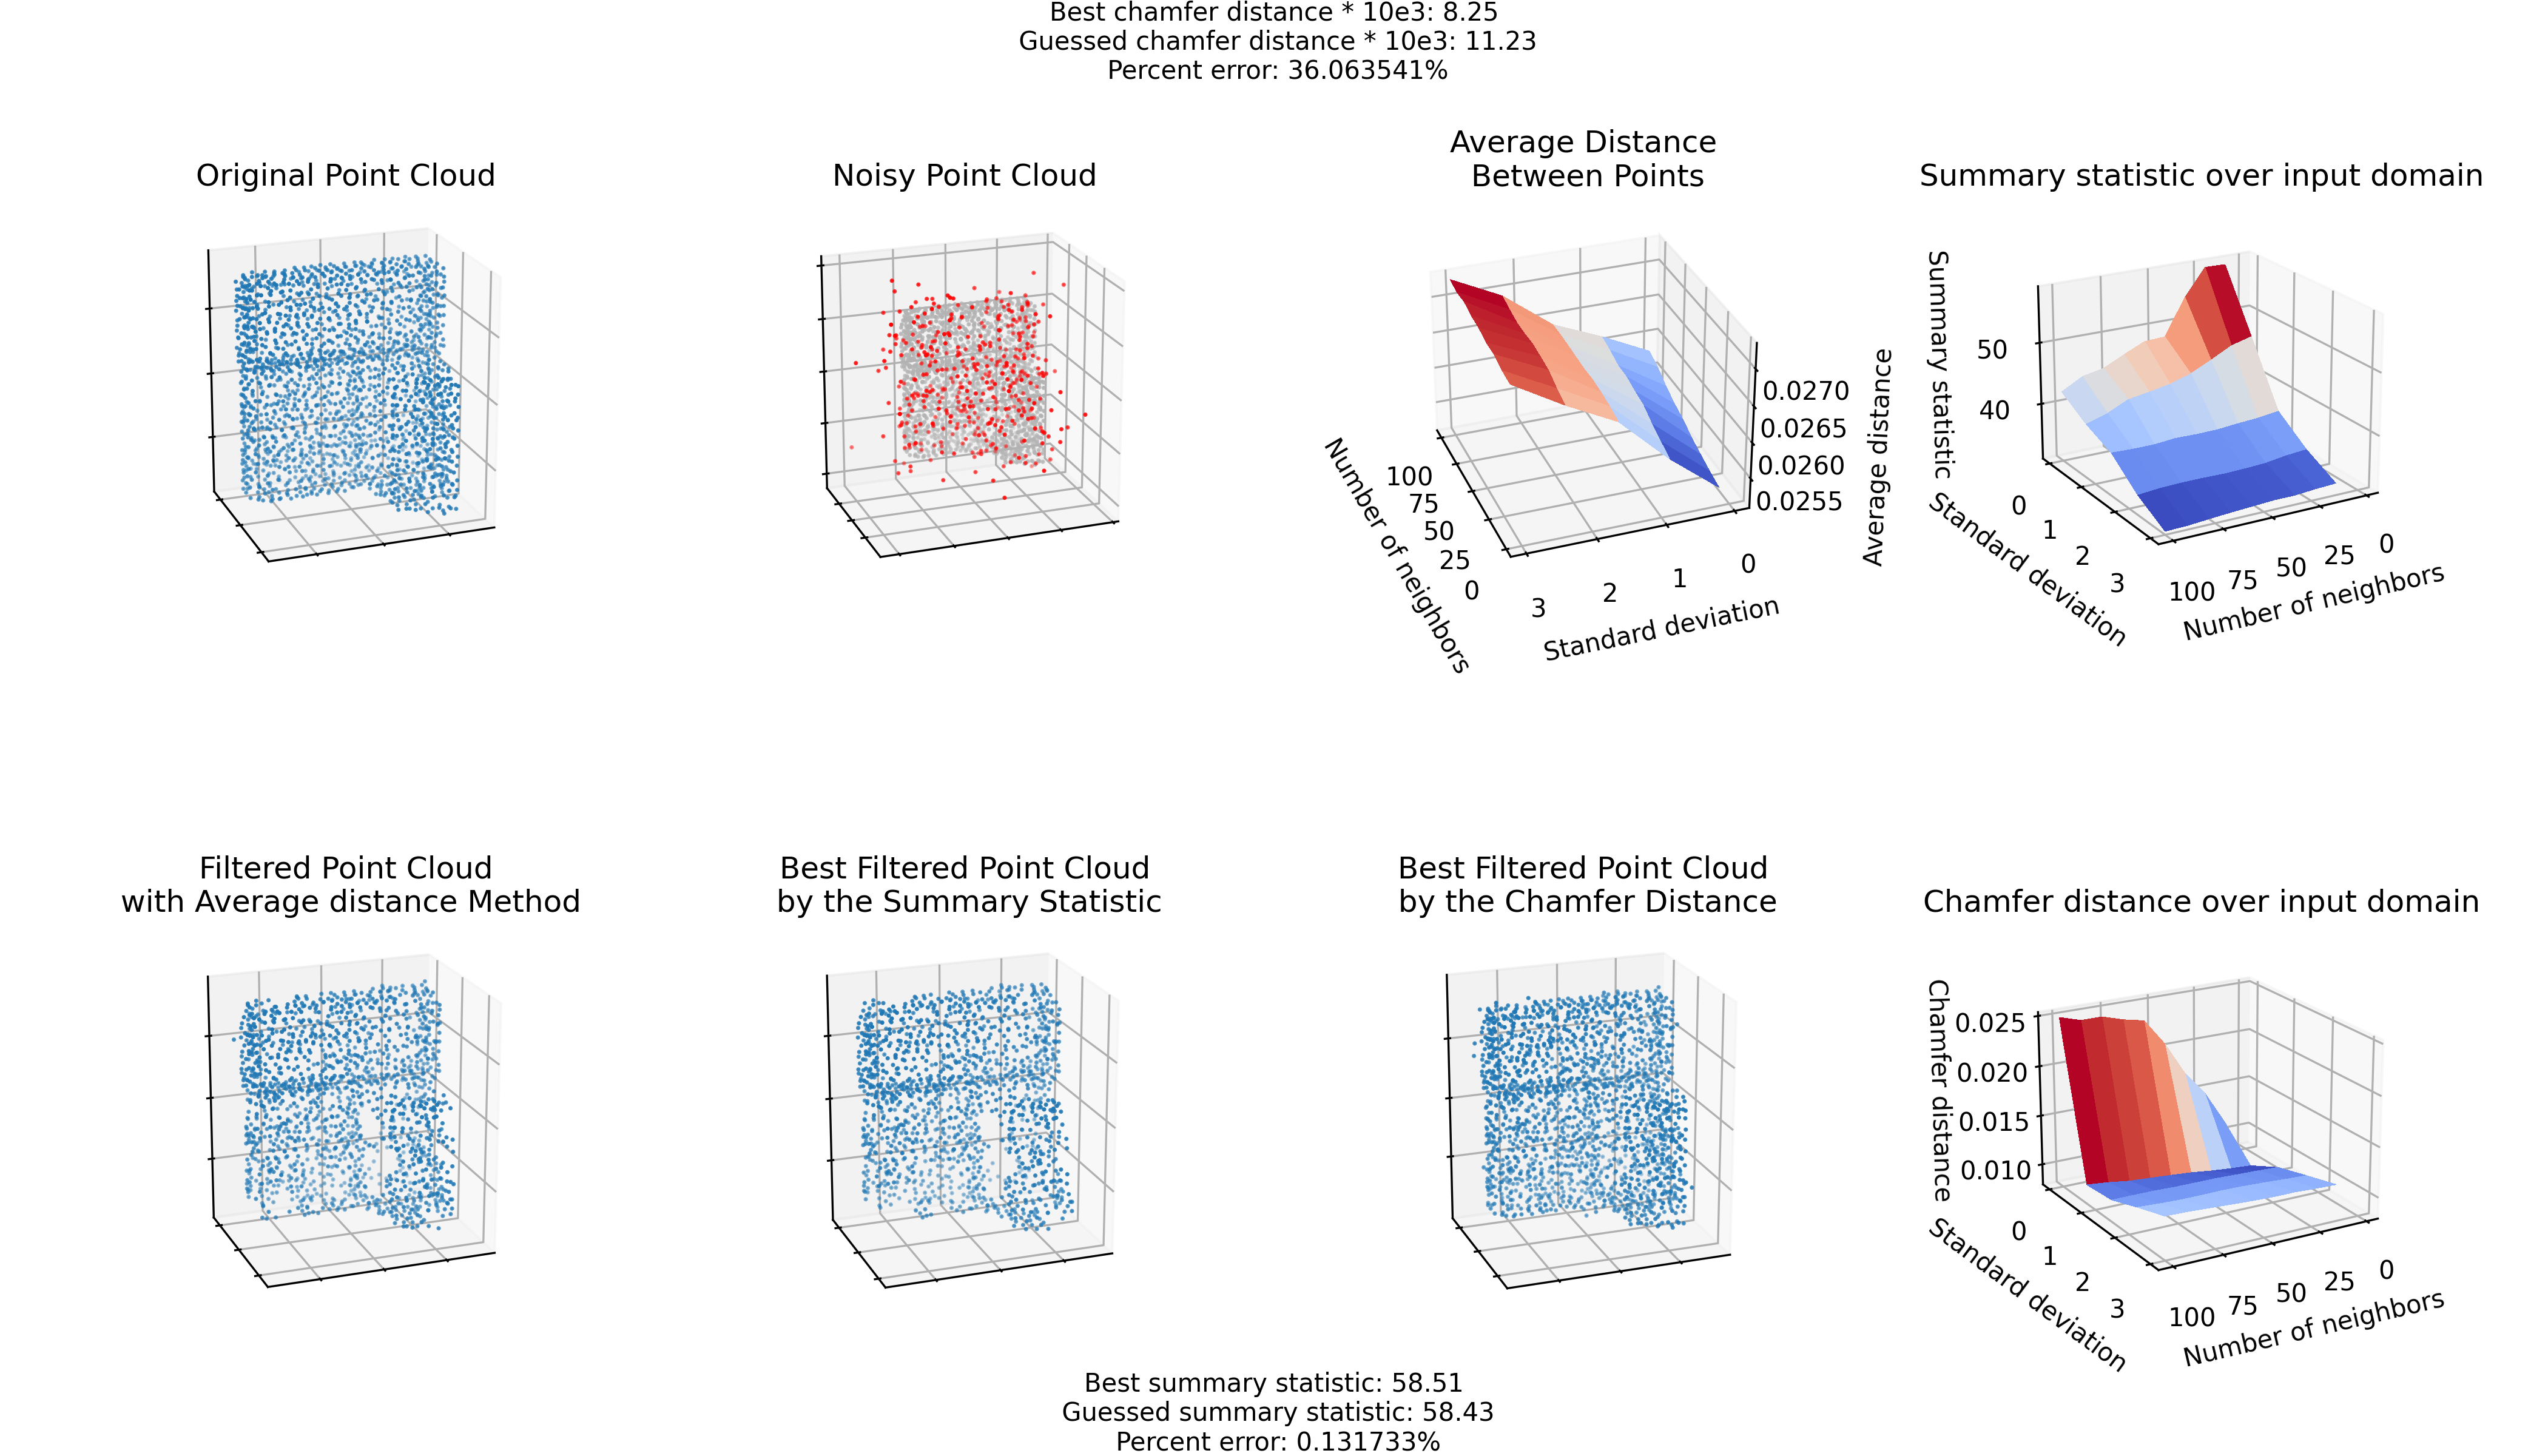 Best chamfer distance * 10e3: 8.25
Guessed chamfer distance * 10e3: 11.23
Percent error: 36.063541%
Original Point Cloud
Noisy Point Cloud
Average Distance
Between Points
Summary statistic over input domain
0.0270
0.0265
0.0260
0.0255
Average distance
100
75
50
25
0
Number of neighbors
3
2
1
0
Standard deviation
Summary statistic
50
40
0
1
2
3
Standard deviation
100
75
50
25
0
Number of neighbors
Filtered Point Cloud
with Average distance Method
Best Filtered Point Cloud
by the Summary Statistic
Best Filtered Point Cloud
by the Chamfer Distance
Chamfer distance over input domain
Chamfer distance
0.025
0.020
0.015
0.010
0
1
2
3
Standard deviation
100
75
50
25
0
Number of neighbors
Best summary statistic: 58.51
Guessed summary statistic: 58.43
Percent error: 0.131733%